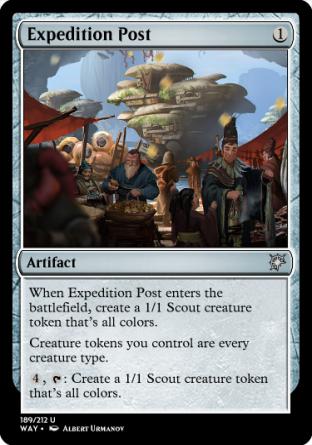 Expedition Post 1
Artifact
When Expedition Post enters the
battlefield, create a 1/1 Scout creature
token that's all colors.
Creature tokens you control are every
creature type.
4, : Create a 1/1 Scout creature token
that's all colors.
189/212 U
WAY • Albert Urmanov